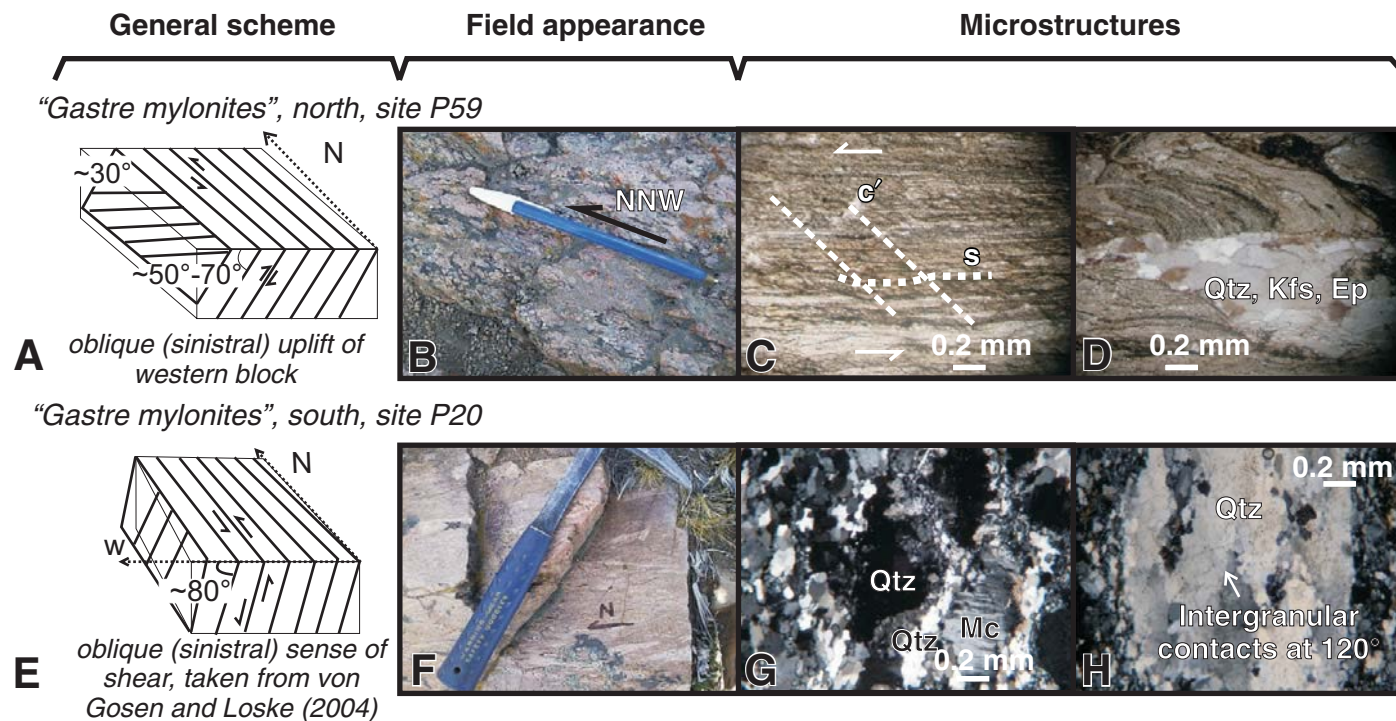 General scheme
Field appearance
Microstructures
“Gastre mylonites”, north, site P59
N
~30°
~50°-70°
A
oblique (sinistral) uplift of
western block
NNW
B
c′
s
0.2 mm
C
Qtz, Kfs, Ep
0.2 mm
D
“Gastre mylonites”, south, site P20
N
w
~80°
E
oblique (sinistral) sense of
shear, taken from von
Gosen and Loske (2004)
N
F
Qtz
Qtz
Mc
0.2 mm
G
0.2 mm
Qtz
Intergranular
contacts at 120°
H